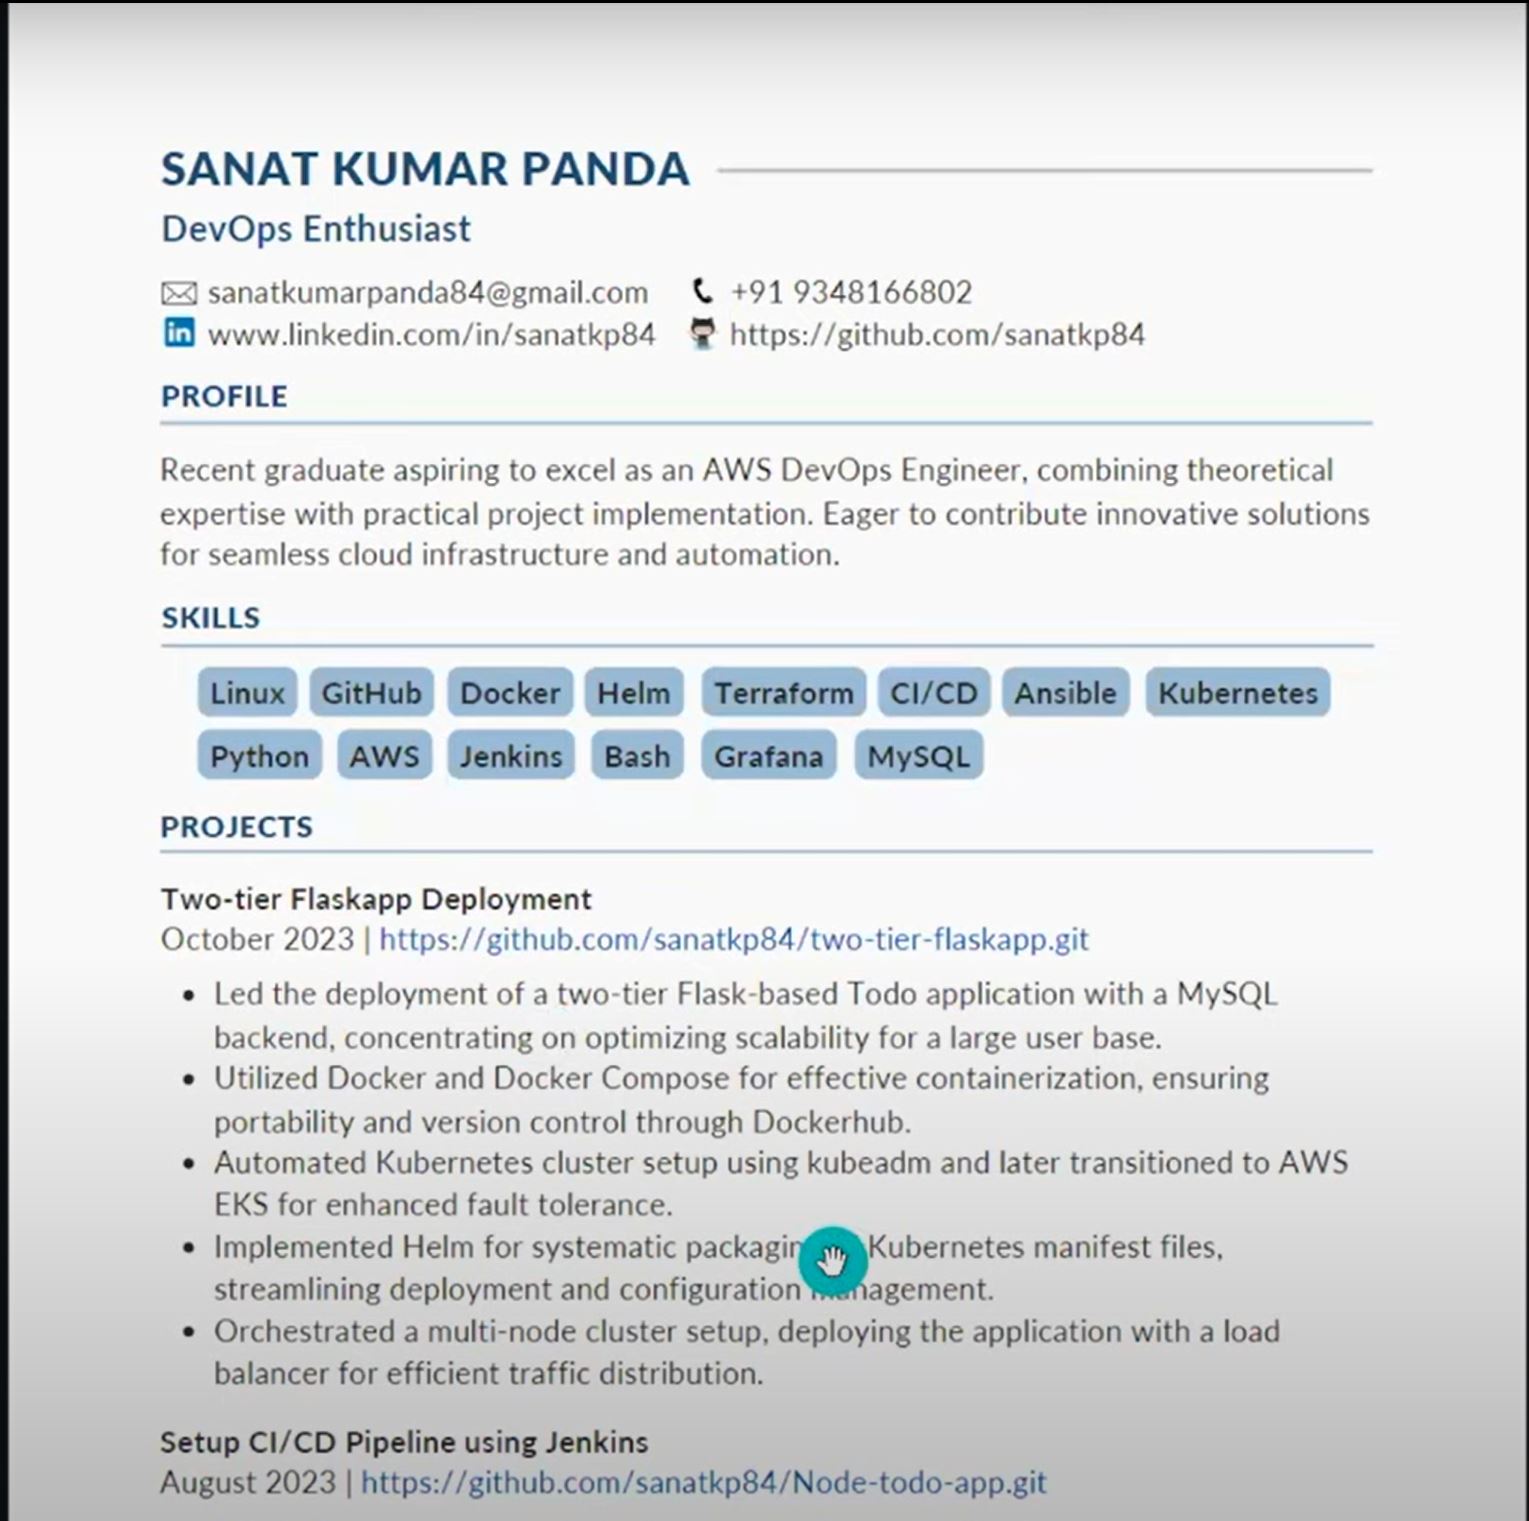 SANAT KUMAR PANDA
DevOps Enthusiast
sanatkumarpanda84@gmail.com +91 9348166802
in www.linkedin.com/in/sanatkp84 https://github.com/sanatkp84
PROFILE
Recent graduate aspiring to excel as an AWS DevOps Engineer, combining theoretical
expertise with practical project implementation. Eager to contribute innovative solutions
for seamless cloud infrastructure and automation.
SKILLS
Linux GitHub Docker Helm Terraform CI/CD Ansible Kubernetes
Python AWS Jenkins Bash Grafana MySQL
PROJECTS
Two-tier Flaskapp Deployment
October 2023 | https://github.com/sanatkp84/two-tier-flaskapp.git
• Led the deployment of a two-tier Flask-based Todo application with a MySQL
backend, concentrating on optimizing scalability for a large user base.
• Utilized Docker and Docker Compose for effective containerization, ensuring
portability and version control through Dockerhub.
• Automated Kubernetes cluster setup using kubeadm and later transitioned to AWS
EKS for enhanced fault tolerance.
• Implemented Helm for systematic Kubernetes manifest files,
streamlining deployment and configuration management.
• Orchestrated a multi-node cluster setup, deploying the application with a load
balancer for efficient traffic distribution.
Setup CI/CD Pipeline using Jenkins
August 2023 | https://github.com/sanatkp84/Node-todo-app.git